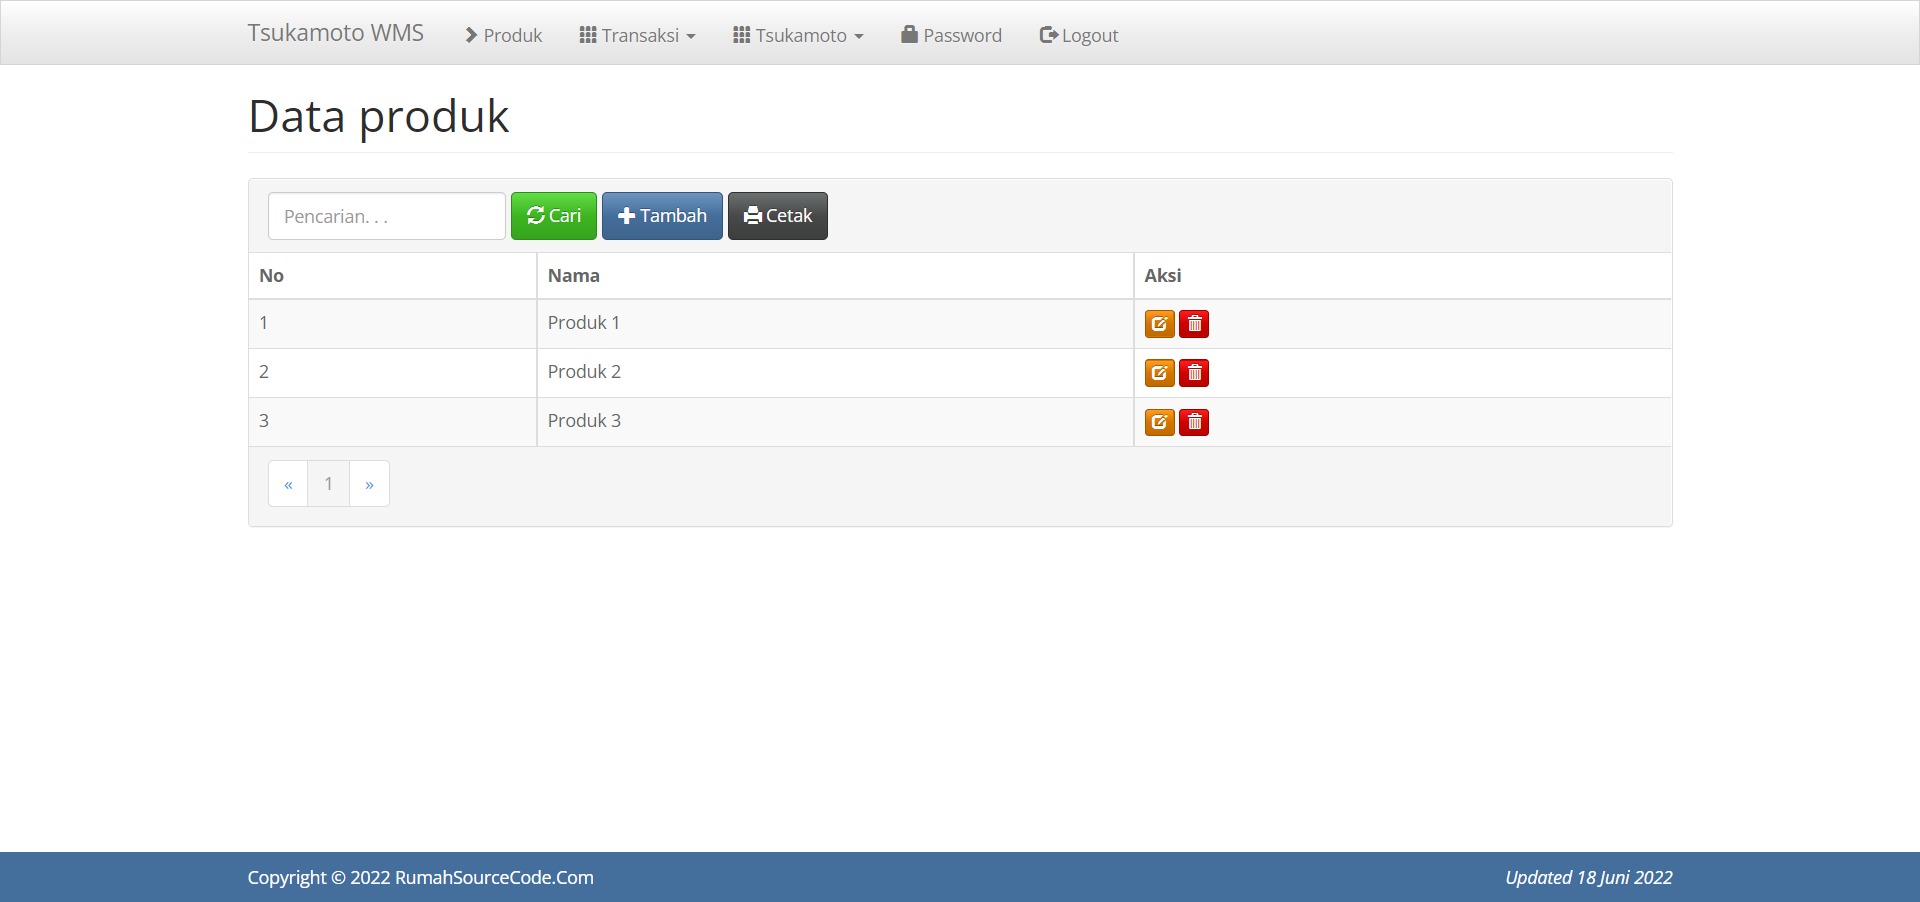 Tsukamoto WMS Produk Transaksi Tsukamoto Password Logout
Data produk
Pencarian. . . Cari Tambah Cetak
No Nama Aksi
1 Produk 1
2 Produk 2
3 Produk 3
« 1 »
Copyright © 2022 RumahSourceCode.Com Updated 18 Juni 2022